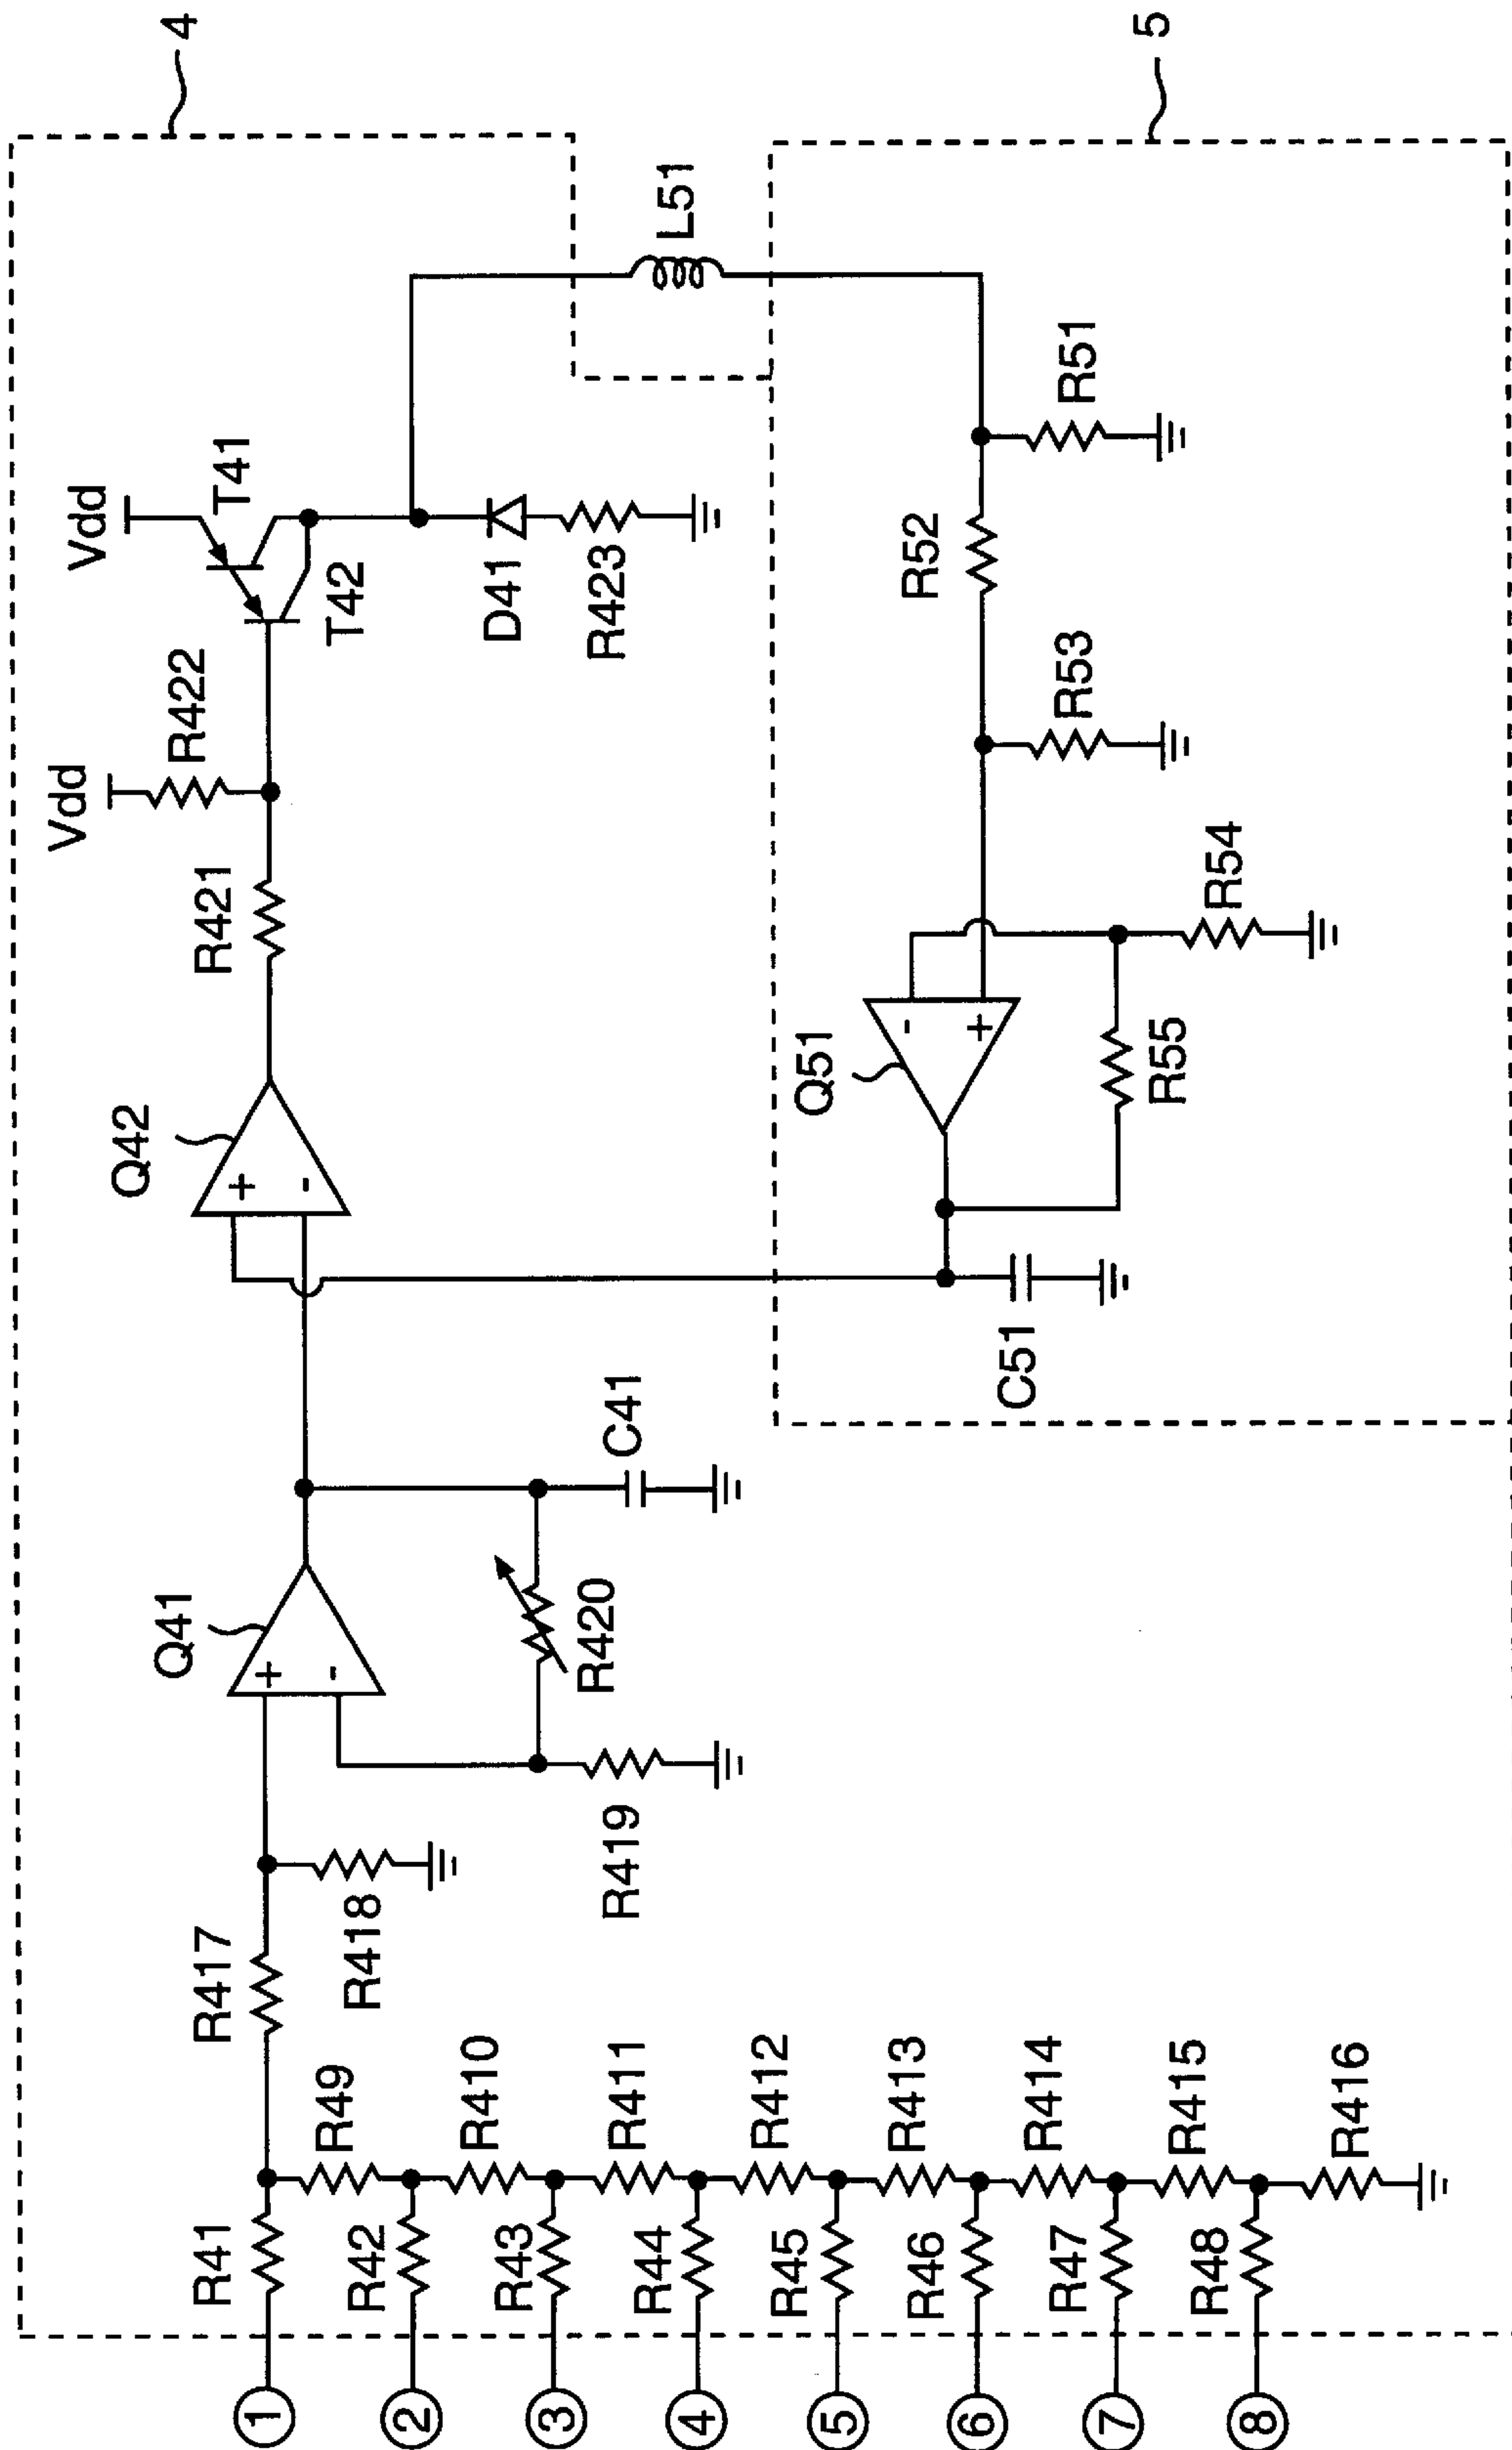 4
Vdd
T41
Vdd
R422
T42
R421
Q42
+
-
D41
R423
L51
Q41
+
-
R420
C41
R417
R418
R419
R41
R49
①
R42
R410
②
R43
R411
③
R44
R412
④
R45
R413
⑤
R46
R414
⑥
R47
R415
⑦
R48
R416
⑧
5
R51
R52
R53
Q51
-
+
R54
R55
C51